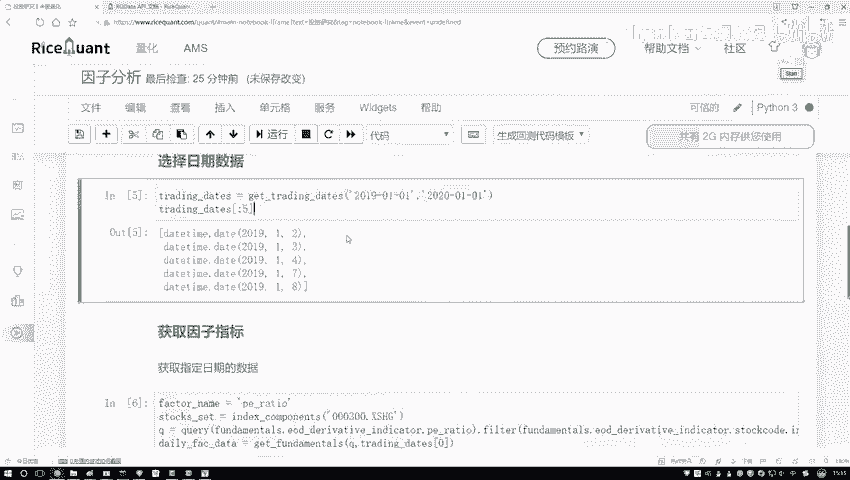 RiceQuant 量化 AMS 预约路演 帮助文档 社区
因子分析 最后检查: 25 分钟前 (未保存改变)
文件 编辑 查看 插入 单元格 服务 Widgets 帮助 可信的 Python 3
运行 代码 生成回测代码模板 共有 2G 内存供您使用
选择日期数据
In [5]: trading_dates = get_trading_dates('2019-01-01','2020-01-01')
trading_dates[:5]
Out[5]: [datetime.date(2019, 1, 2),
datetime.date(2019, 1, 3),
datetime.date(2019, 1, 4),
datetime.date(2019, 1, 7),
datetime.date(2019, 1, 8)]
获取因子指标
获取指定日期的数据
In [6]: factor_name = 'pe_ratio'
stocks_set = index_components('000300.XSHG')
q = query(fundamentals.eod_derivative_indicator.pe_ratio).filter(fundamentals.eod_derivative_indicator.stockcode.in
daily_fac_data = get_fundamentals(q,trading_dates[0])